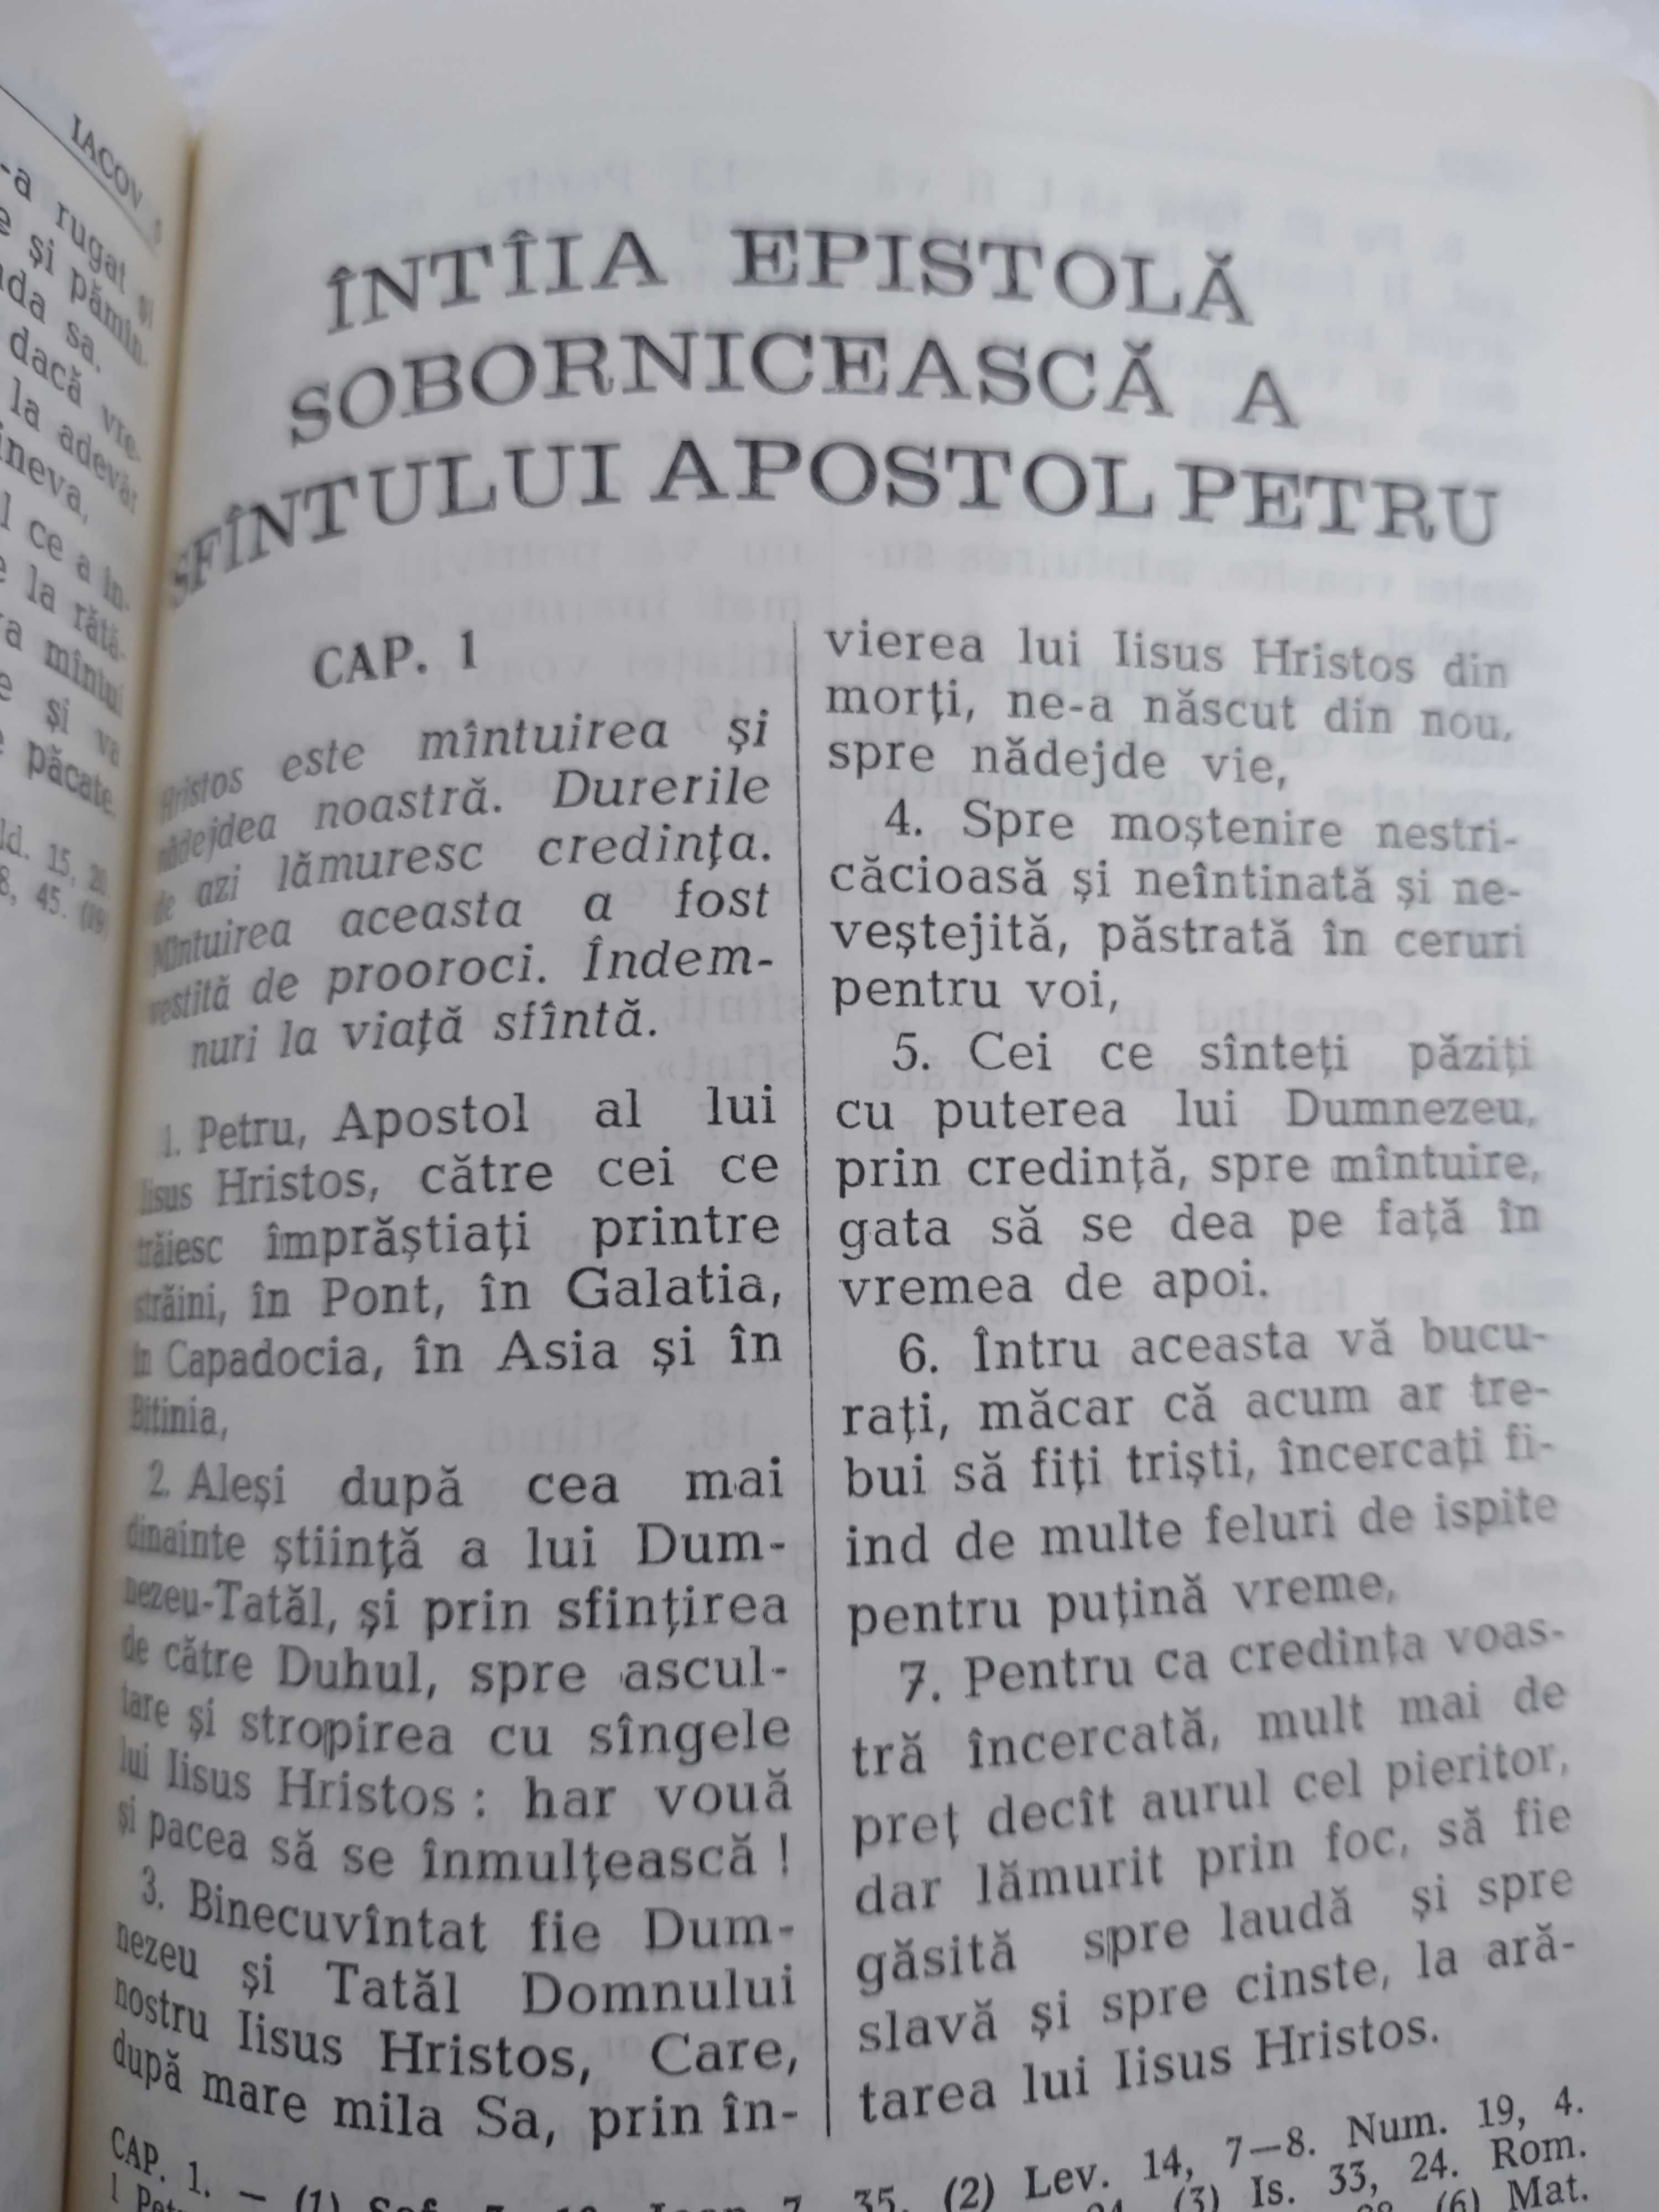 IACOV
-a rugat și
e și pămîn-
da sa.
dacă vre-
la adevăr
ineva,
l ce a în-
e la rătă-
a mîntui
e și va
e păcate.
15, 20.
8, 45. (19)
ÎNTÎIA EPISTOLĂ
SOBORNICEASCĂ A
SFÎNTULUI APOSTOL PETRU
CAP. 1
Hristos este mîntuirea și
nădejdea noastră. Durerile
de azi lămuresc credința.
Mîntuirea aceasta a fost
vestită de prooroci. Îndem-
nuri la viață sfîntă.
1. Petru, Apostol al lui
Iisus Hristos, către cei ce
trăiesc împrăștiați printre
străini, în Pont, în Galatia,
în Capadocia, în Asia și în
Bitinia,
2. Aleși după cea mai
dinainte știință a lui Dum-
nezeu-Tatăl, și prin sfințirea
de către Duhul, spre ascul-
tare și stropirea cu sîngele
lui Iisus Hristos : har vouă
și pacea să se înmulțească !
3. Binecuvîntat fie Dum-
nezeu și Tatăl Domnului
nostru Iisus Hristos, Care,
după mare mila Sa, prin în-
vierea lui Iisus Hristos din
morți, ne-a născut din nou,
spre nădejde vie,
4. Spre moștenire nestri-
căcioasă și neîntinată și ne-
veștejită, păstrată în ceruri
pentru voi,
5. Cei ce sînteți păziți
cu puterea lui Dumnezeu,
prin credință, spre mîntuire,
gata să se dea pe față în
vremea de apoi.
6. Întru aceasta vă bucu-
rați, măcar că acum ar tre-
bui să fiți triști, încercați fi-
ind de multe feluri de ispite
pentru puțină vreme,
7. Pentru ca credința voas-
tră încercată, mult mai de
preț decît aurul cel pieritor,
dar lămurit prin foc, să fie
găsită spre laudă și spre
slavă și spre cinste, la ară-
tarea lui Iisus Hristos.
CAP. 1. — (1) 7, 35. (2) Lev. 14, 7—8. Num. 19, 4.
1 (3) Is. 33, 24. Rom.
(6) Mat.